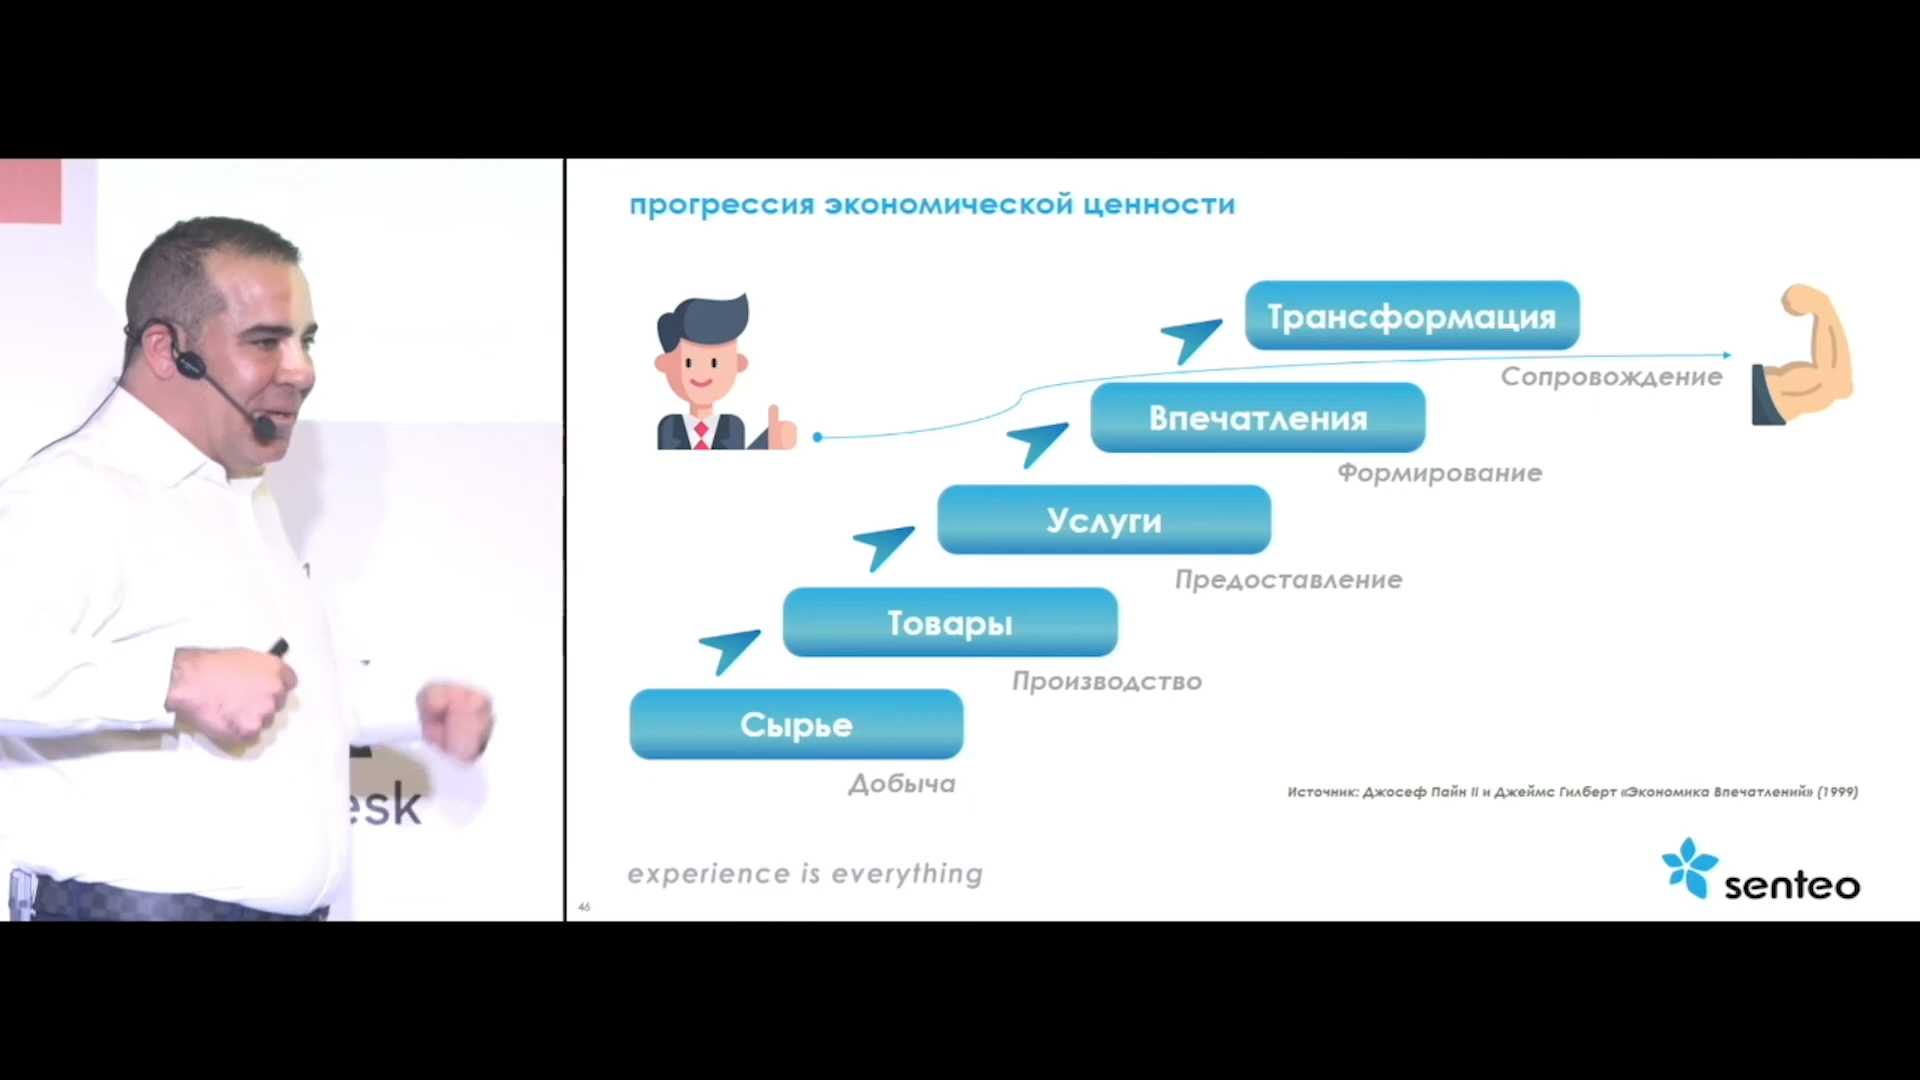 прогрессия экономической ценности
Трансформация
Сопровождение
Впечатления
Формирование
Услуги
Предоставление
Товары
Производство
Сырье
Добыча
Источник: Джосеф Пайн II и Джеймс Гилберт «Экономика Впечатлений» (1999)
experience is everything
senteo
46
esk